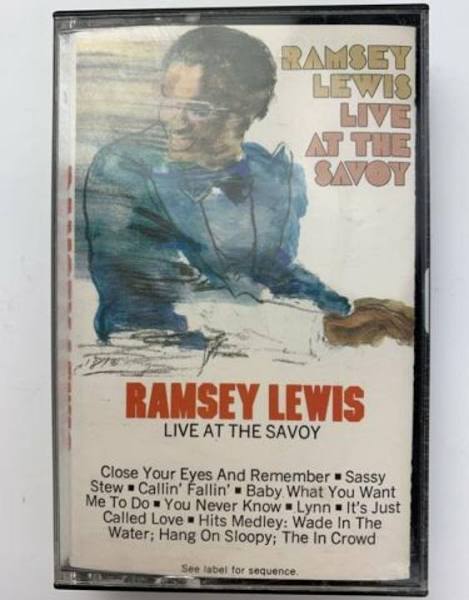 RAMSEY
LEWIS
LIVE
AT THE
SAVOY
RAMSEY LEWIS
LIVE AT THE SAVOY
Close Your Eyes And Remember ▪ Sassy
Stew ▪ Callin' Fallin' ▪ Baby What You Want
Me To Do ▪ You Never Know ▪ Lynn ▪ It's Just
Called Love ▪ Hits Medley: Wade In The
Water; Hang On Sloopy; The In Crowd
See label for sequence.